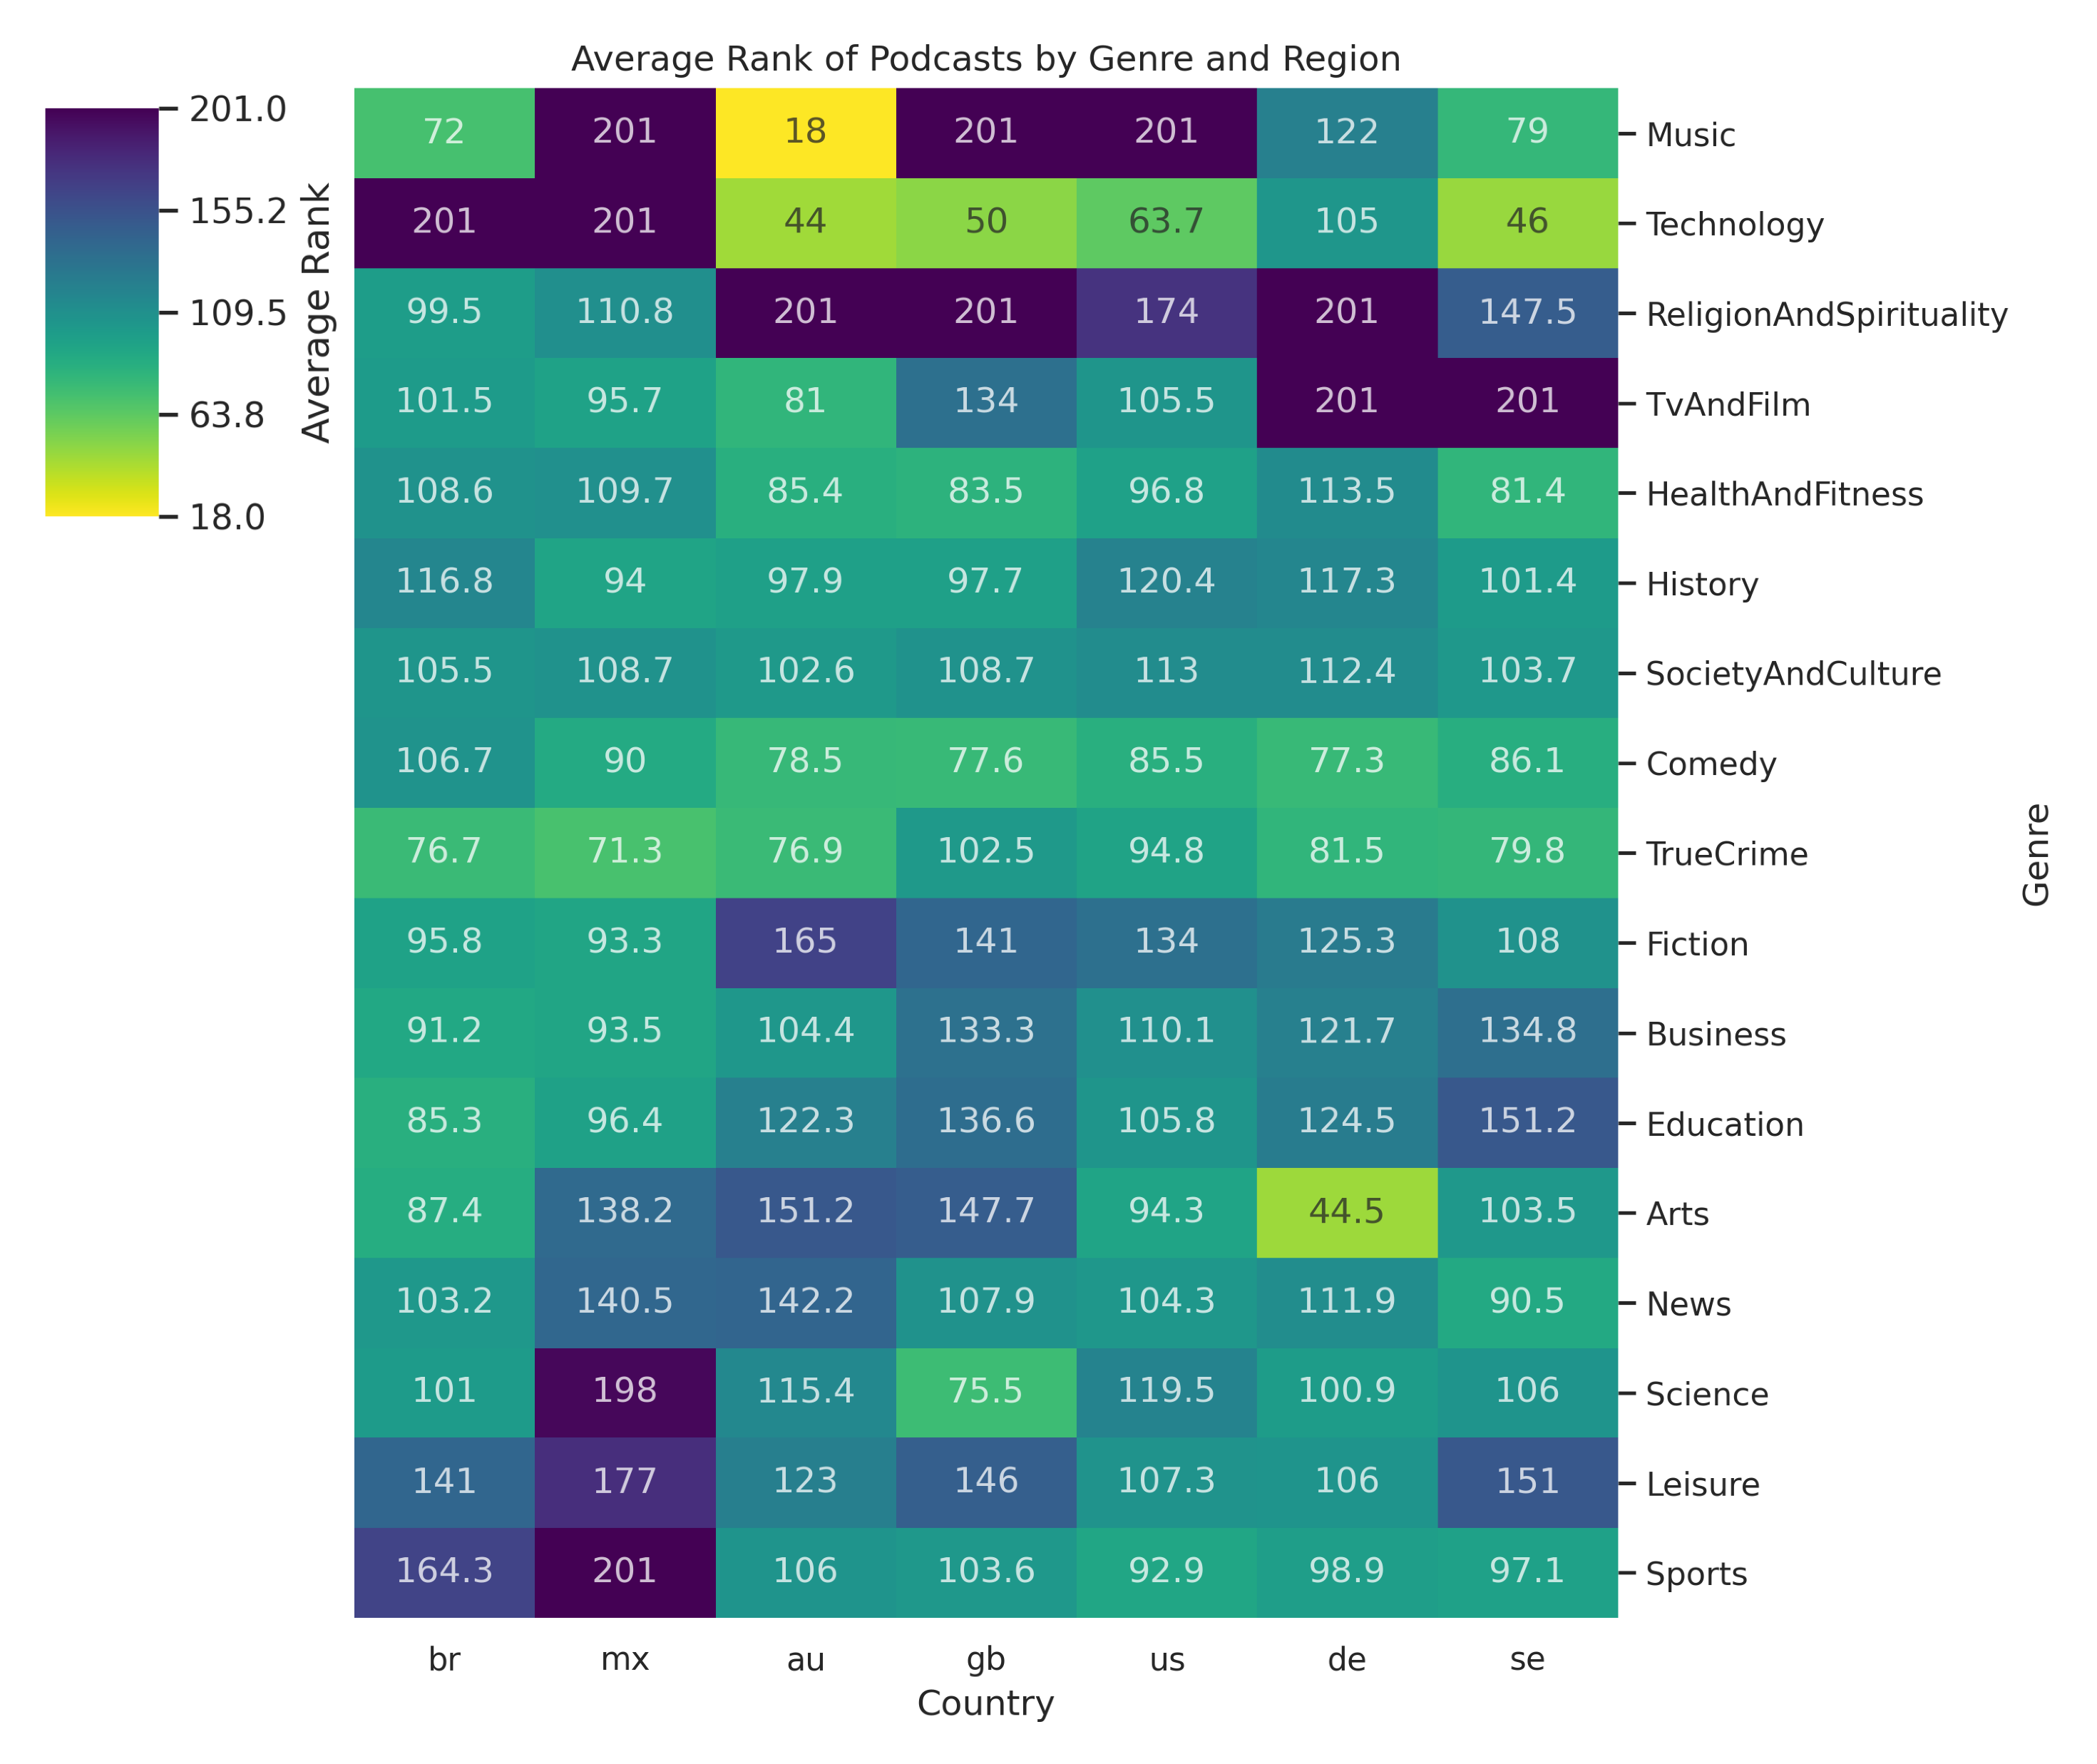 Average Rank of Podcasts by Genre and Region
201.0
155.2
109.5
63.8
18.0
Average Rank
72 201 18 201 201 122 79 Music
201 201 44 50 63.7 105 46 Technology
99.5 110.8 201 201 174 201 147.5 ReligionAndSpirituality
101.5 95.7 81 134 105.5 201 201 TvAndFilm
108.6 109.7 85.4 83.5 96.8 113.5 81.4 HealthAndFitness
116.8 94 97.9 97.7 120.4 117.3 101.4 History
105.5 108.7 102.6 108.7 113 112.4 103.7 SocietyAndCulture
106.7 90 78.5 77.6 85.5 77.3 86.1 Comedy
76.7 71.3 76.9 102.5 94.8 81.5 79.8 TrueCrime
95.8 93.3 165 141 134 125.3 108 Fiction
91.2 93.5 104.4 133.3 110.1 121.7 134.8 Business
85.3 96.4 122.3 136.6 105.8 124.5 151.2 Education
87.4 138.2 151.2 147.7 94.3 44.5 103.5 Arts
103.2 140.5 142.2 107.9 104.3 111.9 90.5 News
101 198 115.4 75.5 119.5 100.9 106 Science
141 177 123 146 107.3 106 151 Leisure
164.3 201 106 103.6 92.9 98.9 97.1 Sports
Genre
br mx au gb us de se
Country